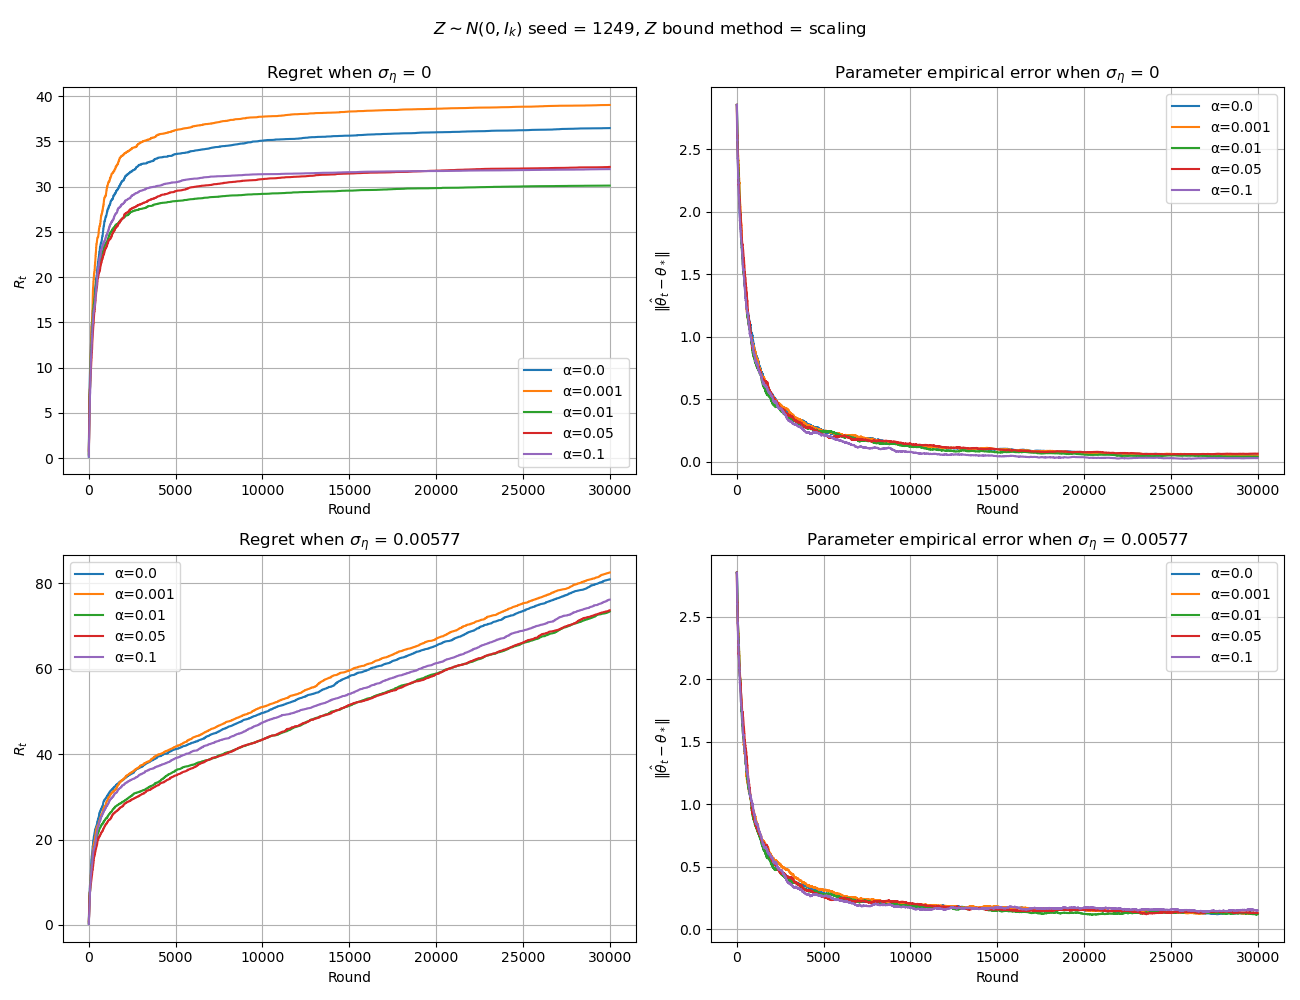 Z ∼ N(0, I_k) seed = 1249, Z bound method = scaling
Regret when σ_η = 0
R_t
40
35
30
25
20
15
10
5
0
α=0.0
α=0.001
α=0.01
α=0.05
α=0.1
0 5000 10000 15000 20000 25000 30000
Round
Parameter empirical error when σ_η = 0
‖θ̂_t − θ_*‖
2.5
2.0
1.5
1.0
0.5
0.0
α=0.0
α=0.001
α=0.01
α=0.05
α=0.1
0 5000 10000 15000 20000 25000 30000
Round
Regret when σ_η = 0.00577
R_t
80
60
40
20
0
α=0.0
α=0.001
α=0.01
α=0.05
α=0.1
0 5000 10000 15000 20000 25000 30000
Round
Parameter empirical error when σ_η = 0.00577
‖θ̂_t − θ_*‖
2.5
2.0
1.5
1.0
0.5
0.0
α=0.0
α=0.001
α=0.01
α=0.05
α=0.1
0 5000 10000 15000 20000 25000 30000
Round